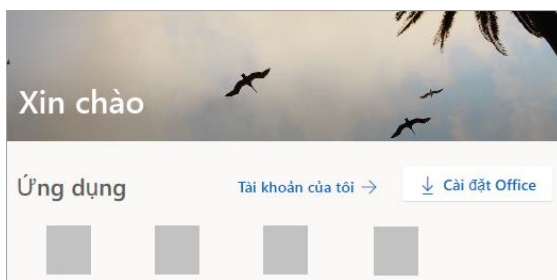 Xin chào
Ứng dụng
Tài khoản của tôi →
Cài đặt Office